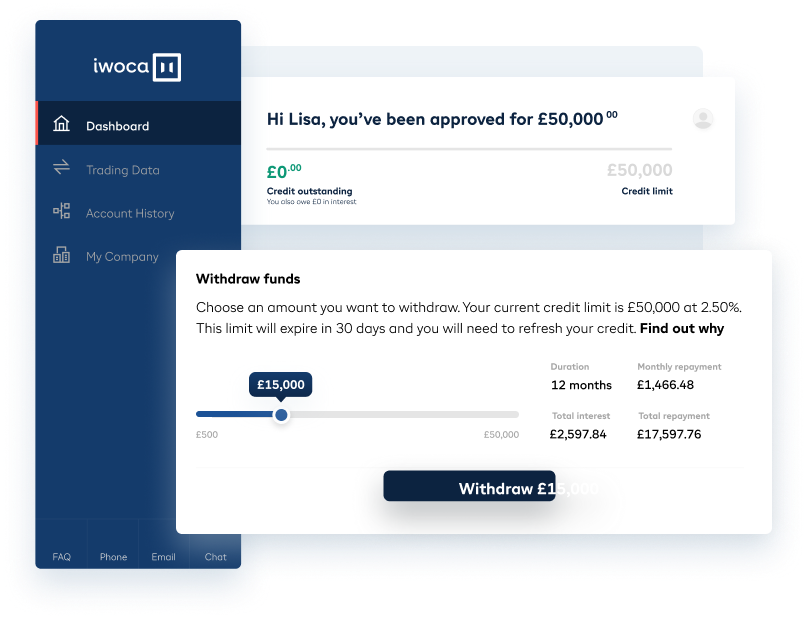 iwoca
Dashboard
Trading Data
Account History
My Company
FAQ Phone Email Chat
Hi Lisa, you've been approved for £50,000 00
£0.00 £50,000
Credit outstanding Credit limit
You also owe £0 in interest
Withdraw funds
Choose an amount you want to withdraw. Your current credit limit is £50,000 at 2.50%.
This limit will expire in 30 days and you will need to refresh your credit. Find out why
£15,000
£500 £50,000
Duration Monthly repayment
12 months £1,466.48
Total interest Total repayment
£2,597.84 £17,597.76
Withdraw £15,000